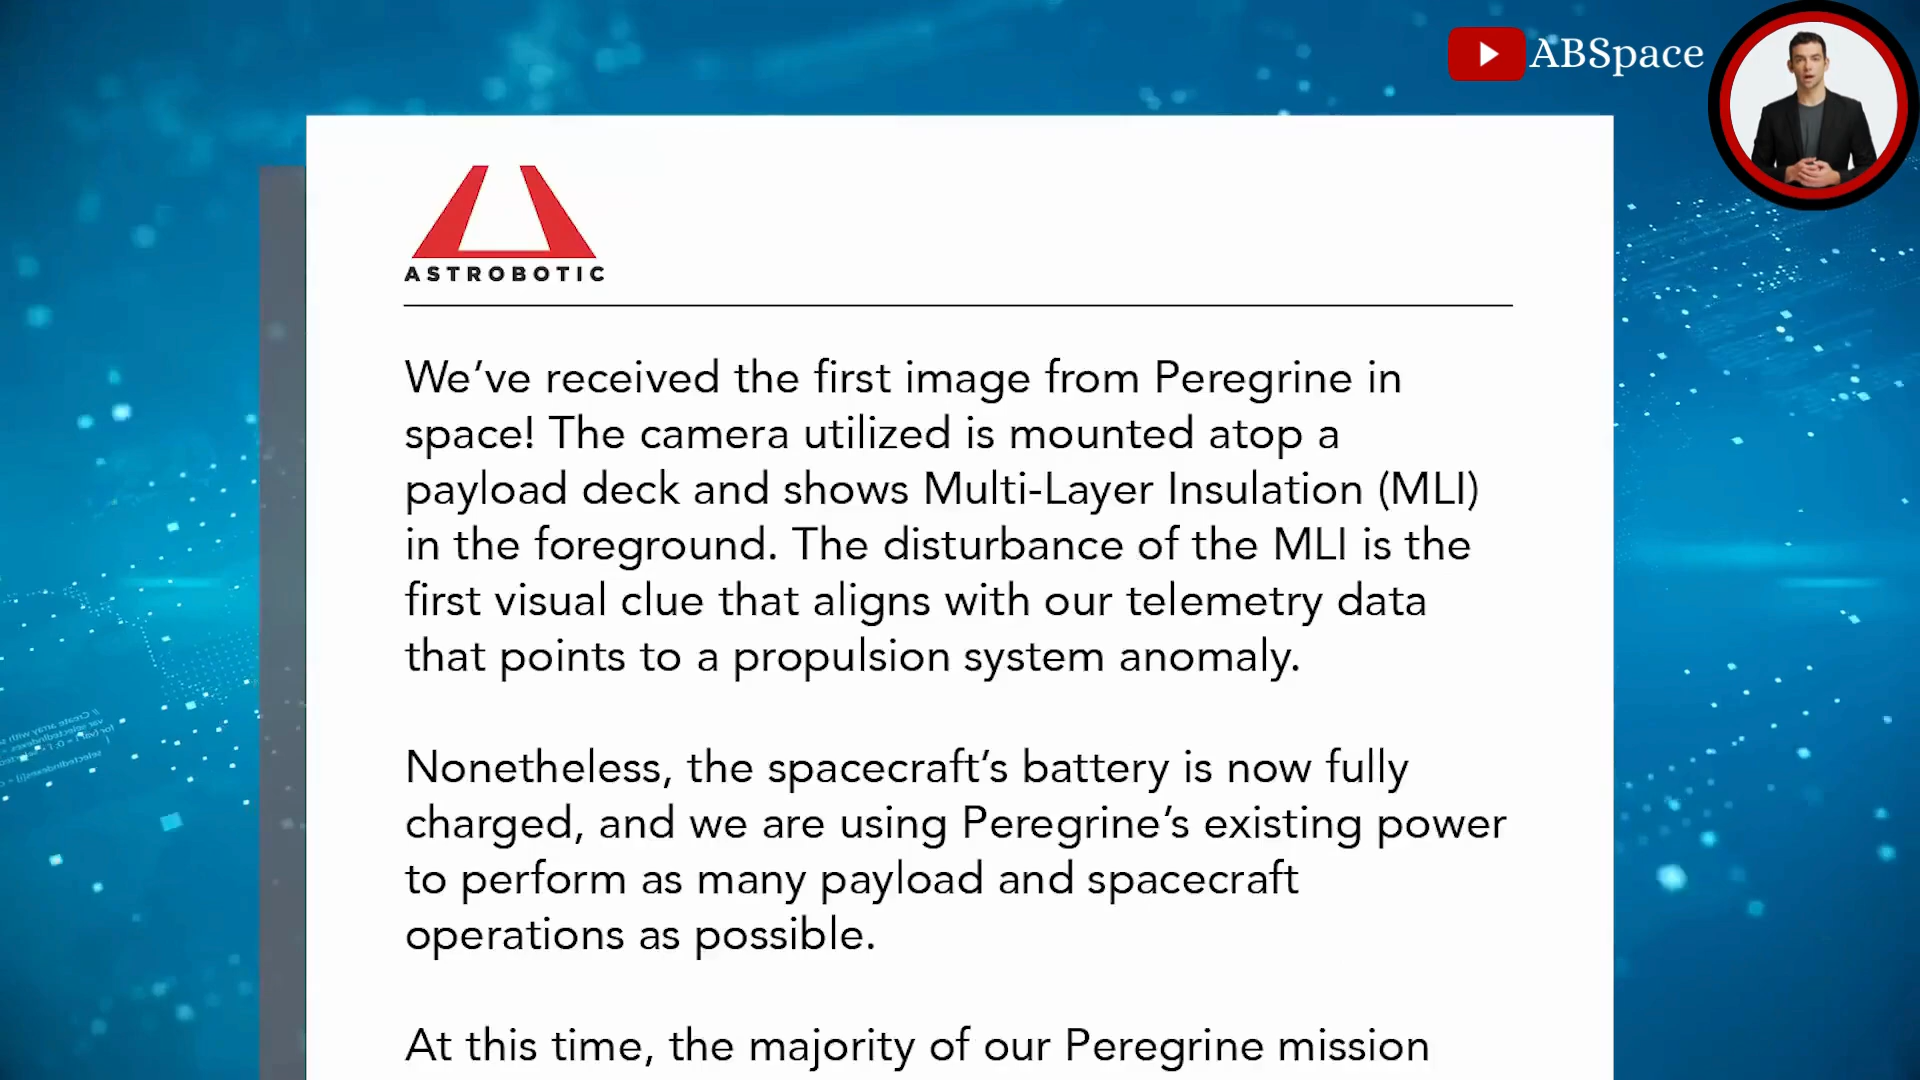 ABSpace
ASTROBOTIC
We’ve received the first image from Peregrine in
space! The camera utilized is mounted atop a
payload deck and shows Multi-Layer Insulation (MLI)
in the foreground. The disturbance of the MLI is the
first visual clue that aligns with our telemetry data
that points to a propulsion system anomaly.
Nonetheless, the spacecraft’s battery is now fully
charged, and we are using Peregrine’s existing power
to perform as many payload and spacecraft
operations as possible.
At this time, the majority of our Peregrine mission